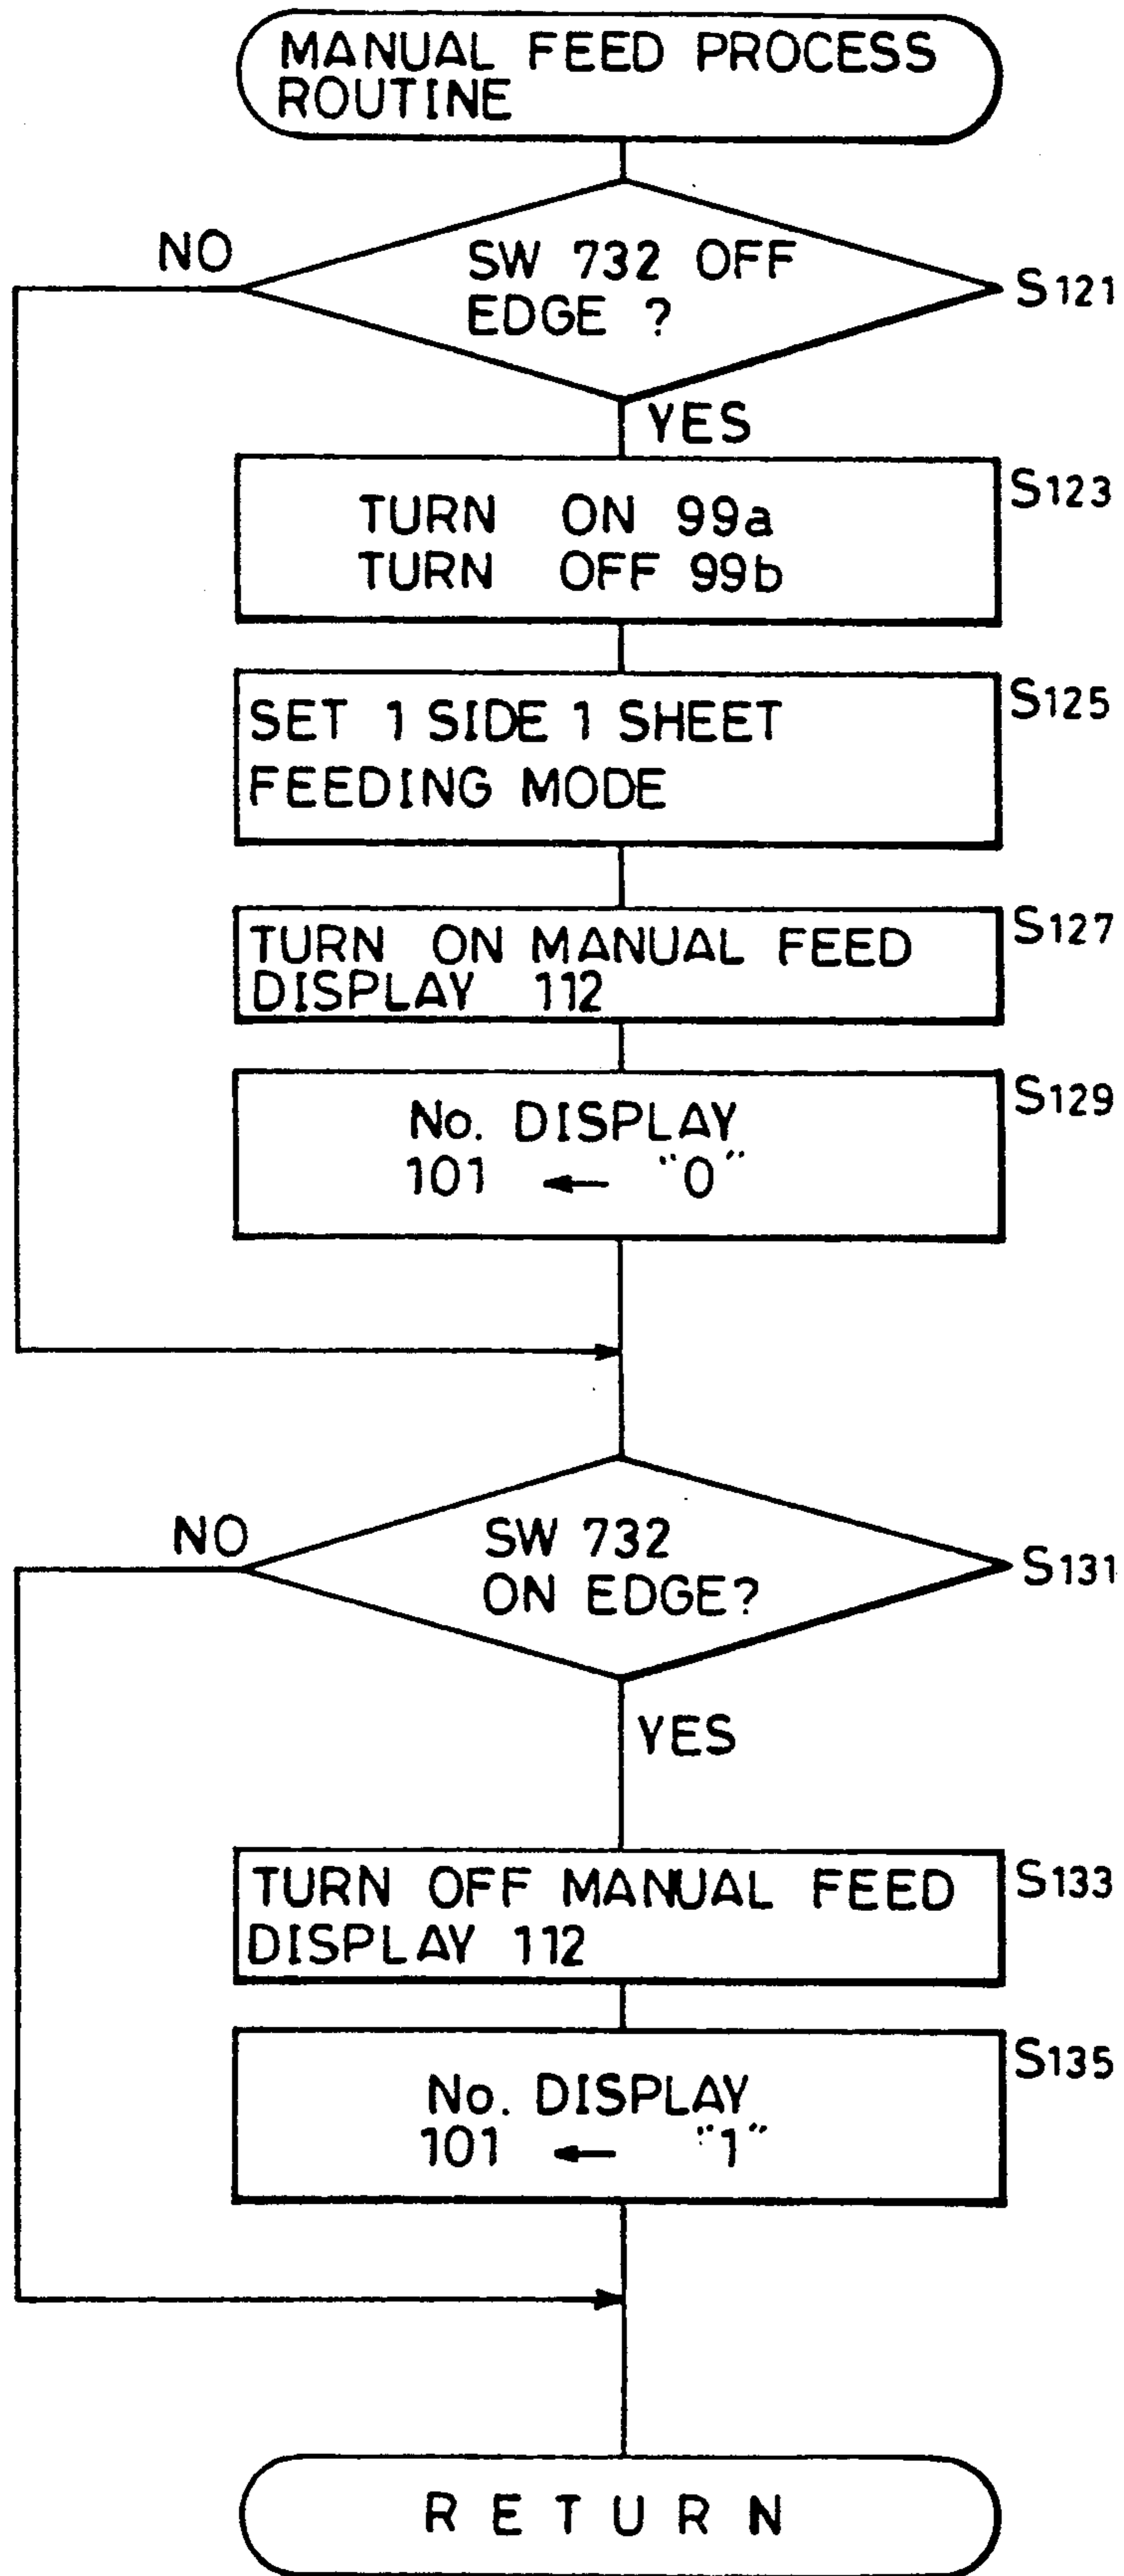 MANUAL FEED PROCESS
ROUTINE
NO
SW 732 OFF
EDGE ?
S121
YES
S123
TURN ON 99a
TURN OFF 99b
S125
SET 1 SIDE 1 SHEET
FEEDING MODE
S127
TURN ON MANUAL FEED
DISPLAY 112
S129
No. DISPLAY
101 ← "0"
NO
SW 732
ON EDGE?
S131
YES
S133
TURN OFF MANUAL FEED
DISPLAY 112
S135
No. DISPLAY
101 ← "1"
RETURN